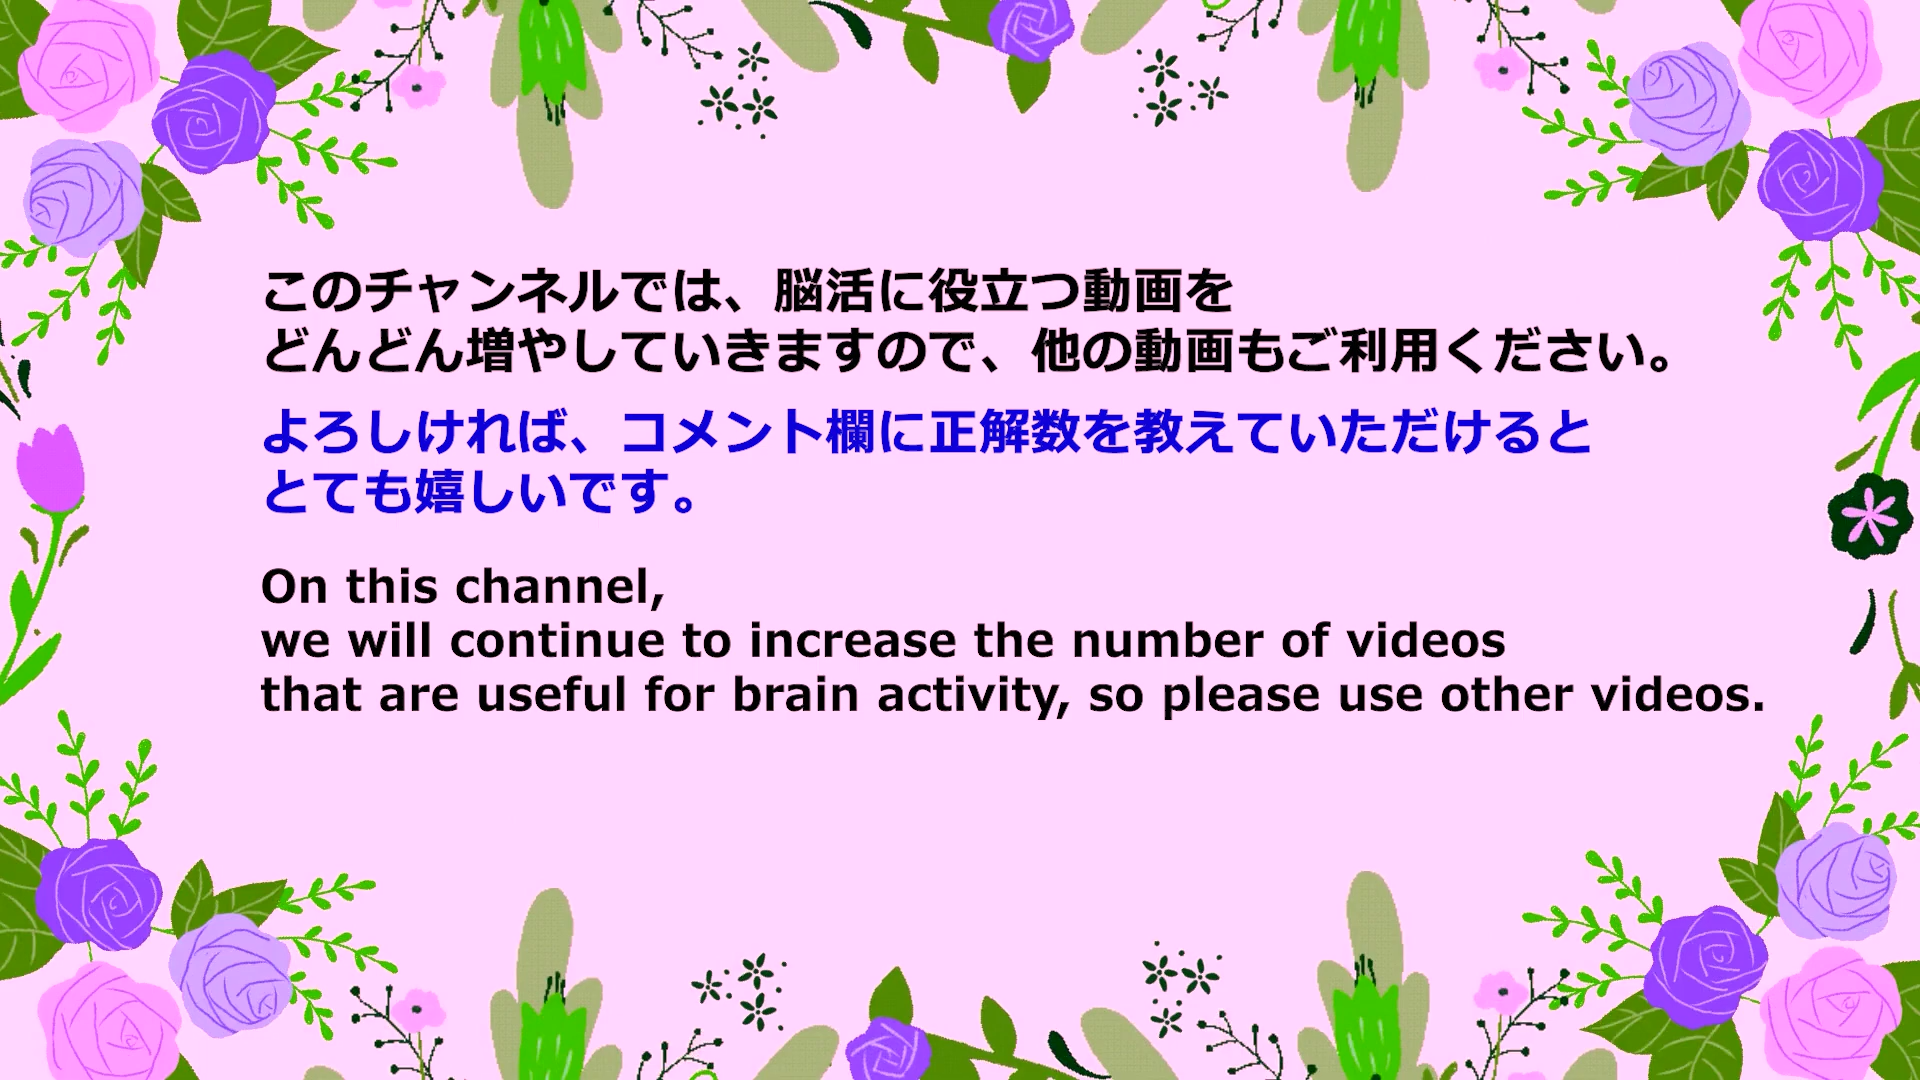 このチャンネルでは、脳活に役立つ動画を
どんどん増やしていきますので、他の動画もご利用ください。
よろしければ、コメント欄に正解数を教えていただけると
とても嬉しいです。
On this channel,
we will continue to increase the number of videos
that are useful for brain activity, so please use other videos.